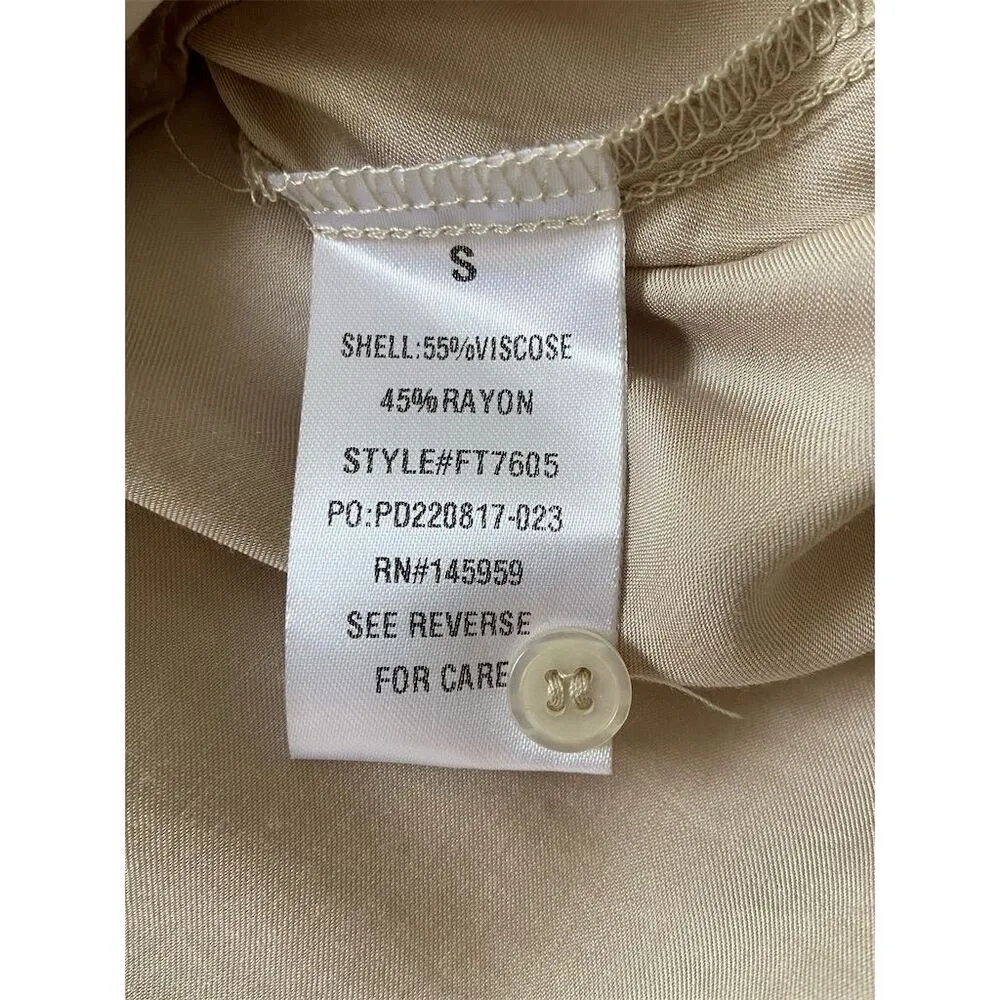 S
SHELL:55%VISCOSE
45%RAYON
STYLE#FT7605
PO:PD220817-023
RN#145959
SEE REVERSE
FOR CARE